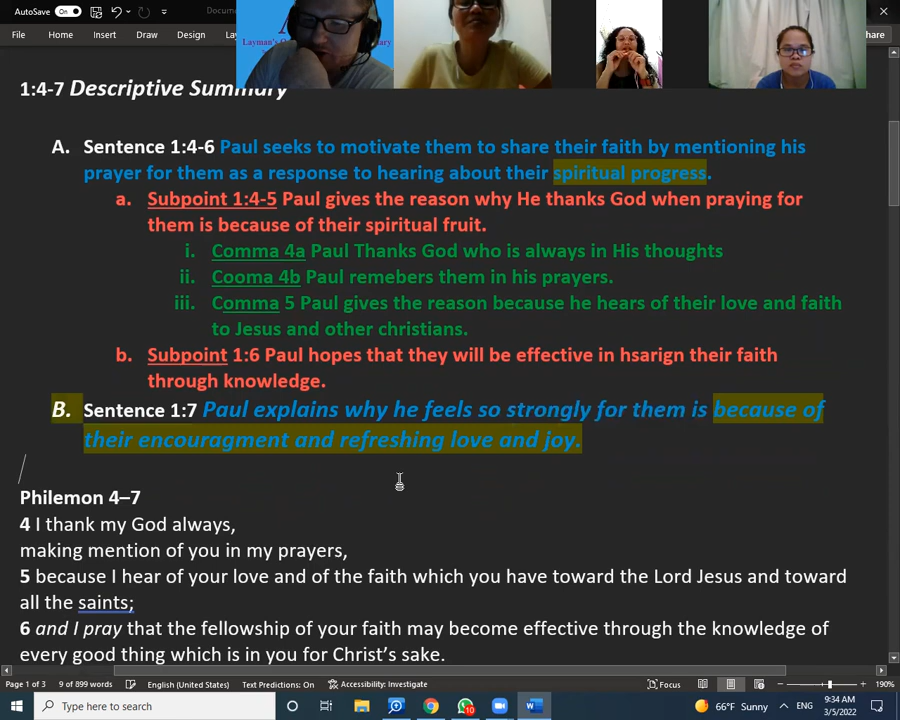 AutoSave On Docume
File Home Insert Draw Design hare
Layman's
1:4-7 Descriptive Summary
A. Sentence 1:4-6 Paul seeks to motivate them to share their faith by mentioning his
prayer for them as a response to hearing about their spiritual progress.
a. Subpoint 1:4-5 Paul gives the reason why He thanks God when praying for
them is because of their spiritual fruit.
i. Comma 4a Paul Thanks God who is always in His thoughts
ii. Cooma 4b Paul remebers them in his prayers.
iii. Comma 5 Paul gives the reason because he hears of their love and faith
to Jesus and other christians.
b. Subpoint 1:6 Paul hopes that they will be effective in hsarign their faith
through knowledge.
B. Sentence 1:7 Paul explains why he feels so strongly for them is because of
their encouragment and refreshing love and joy.
Philemon 4–7
4 I thank my God always,
making mention of you in my prayers,
5 because I hear of your love and of the faith which you have toward the Lord Jesus and toward
all the saints;
6 and I pray that the fellowship of your faith may become effective through the knowledge of
every good thing which is in you for Christ's sake.
Page 1 of 3 9 of 899 words English (United States) Text Predictions: On Accessibility: Investigate Focus 190%
Type here to search 10 66°F Sunny ENG 9:34 AM
3/5/2022